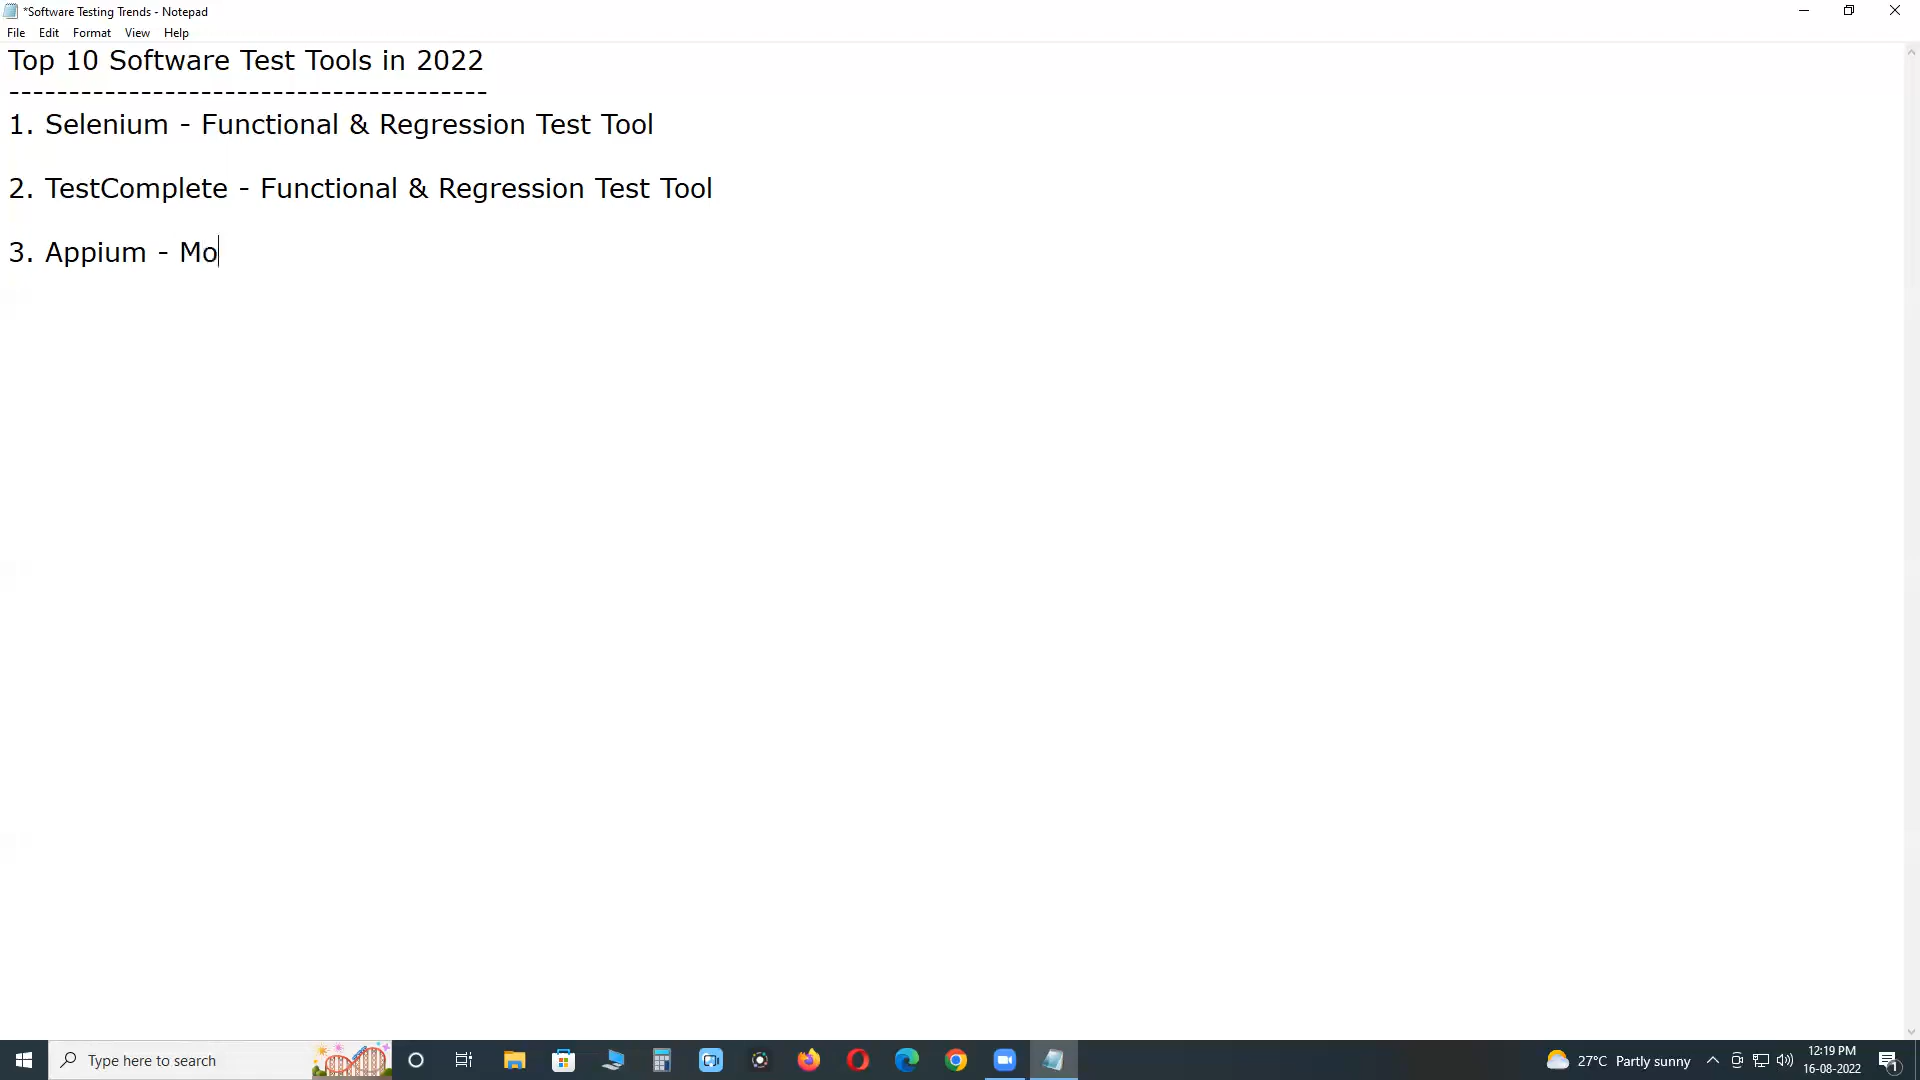 *Software Testing Trends - Notepad
File Edit Format View Help
Top 10 Software Test Tools in 2022
----------------------------------------
1. Selenium - Functional & Regression Test Tool
2. TestComplete - Functional & Regression Test Tool
3. Appium - Mo
Type here to search
27°C Partly sunny
12:19 PM
16-08-2022
1